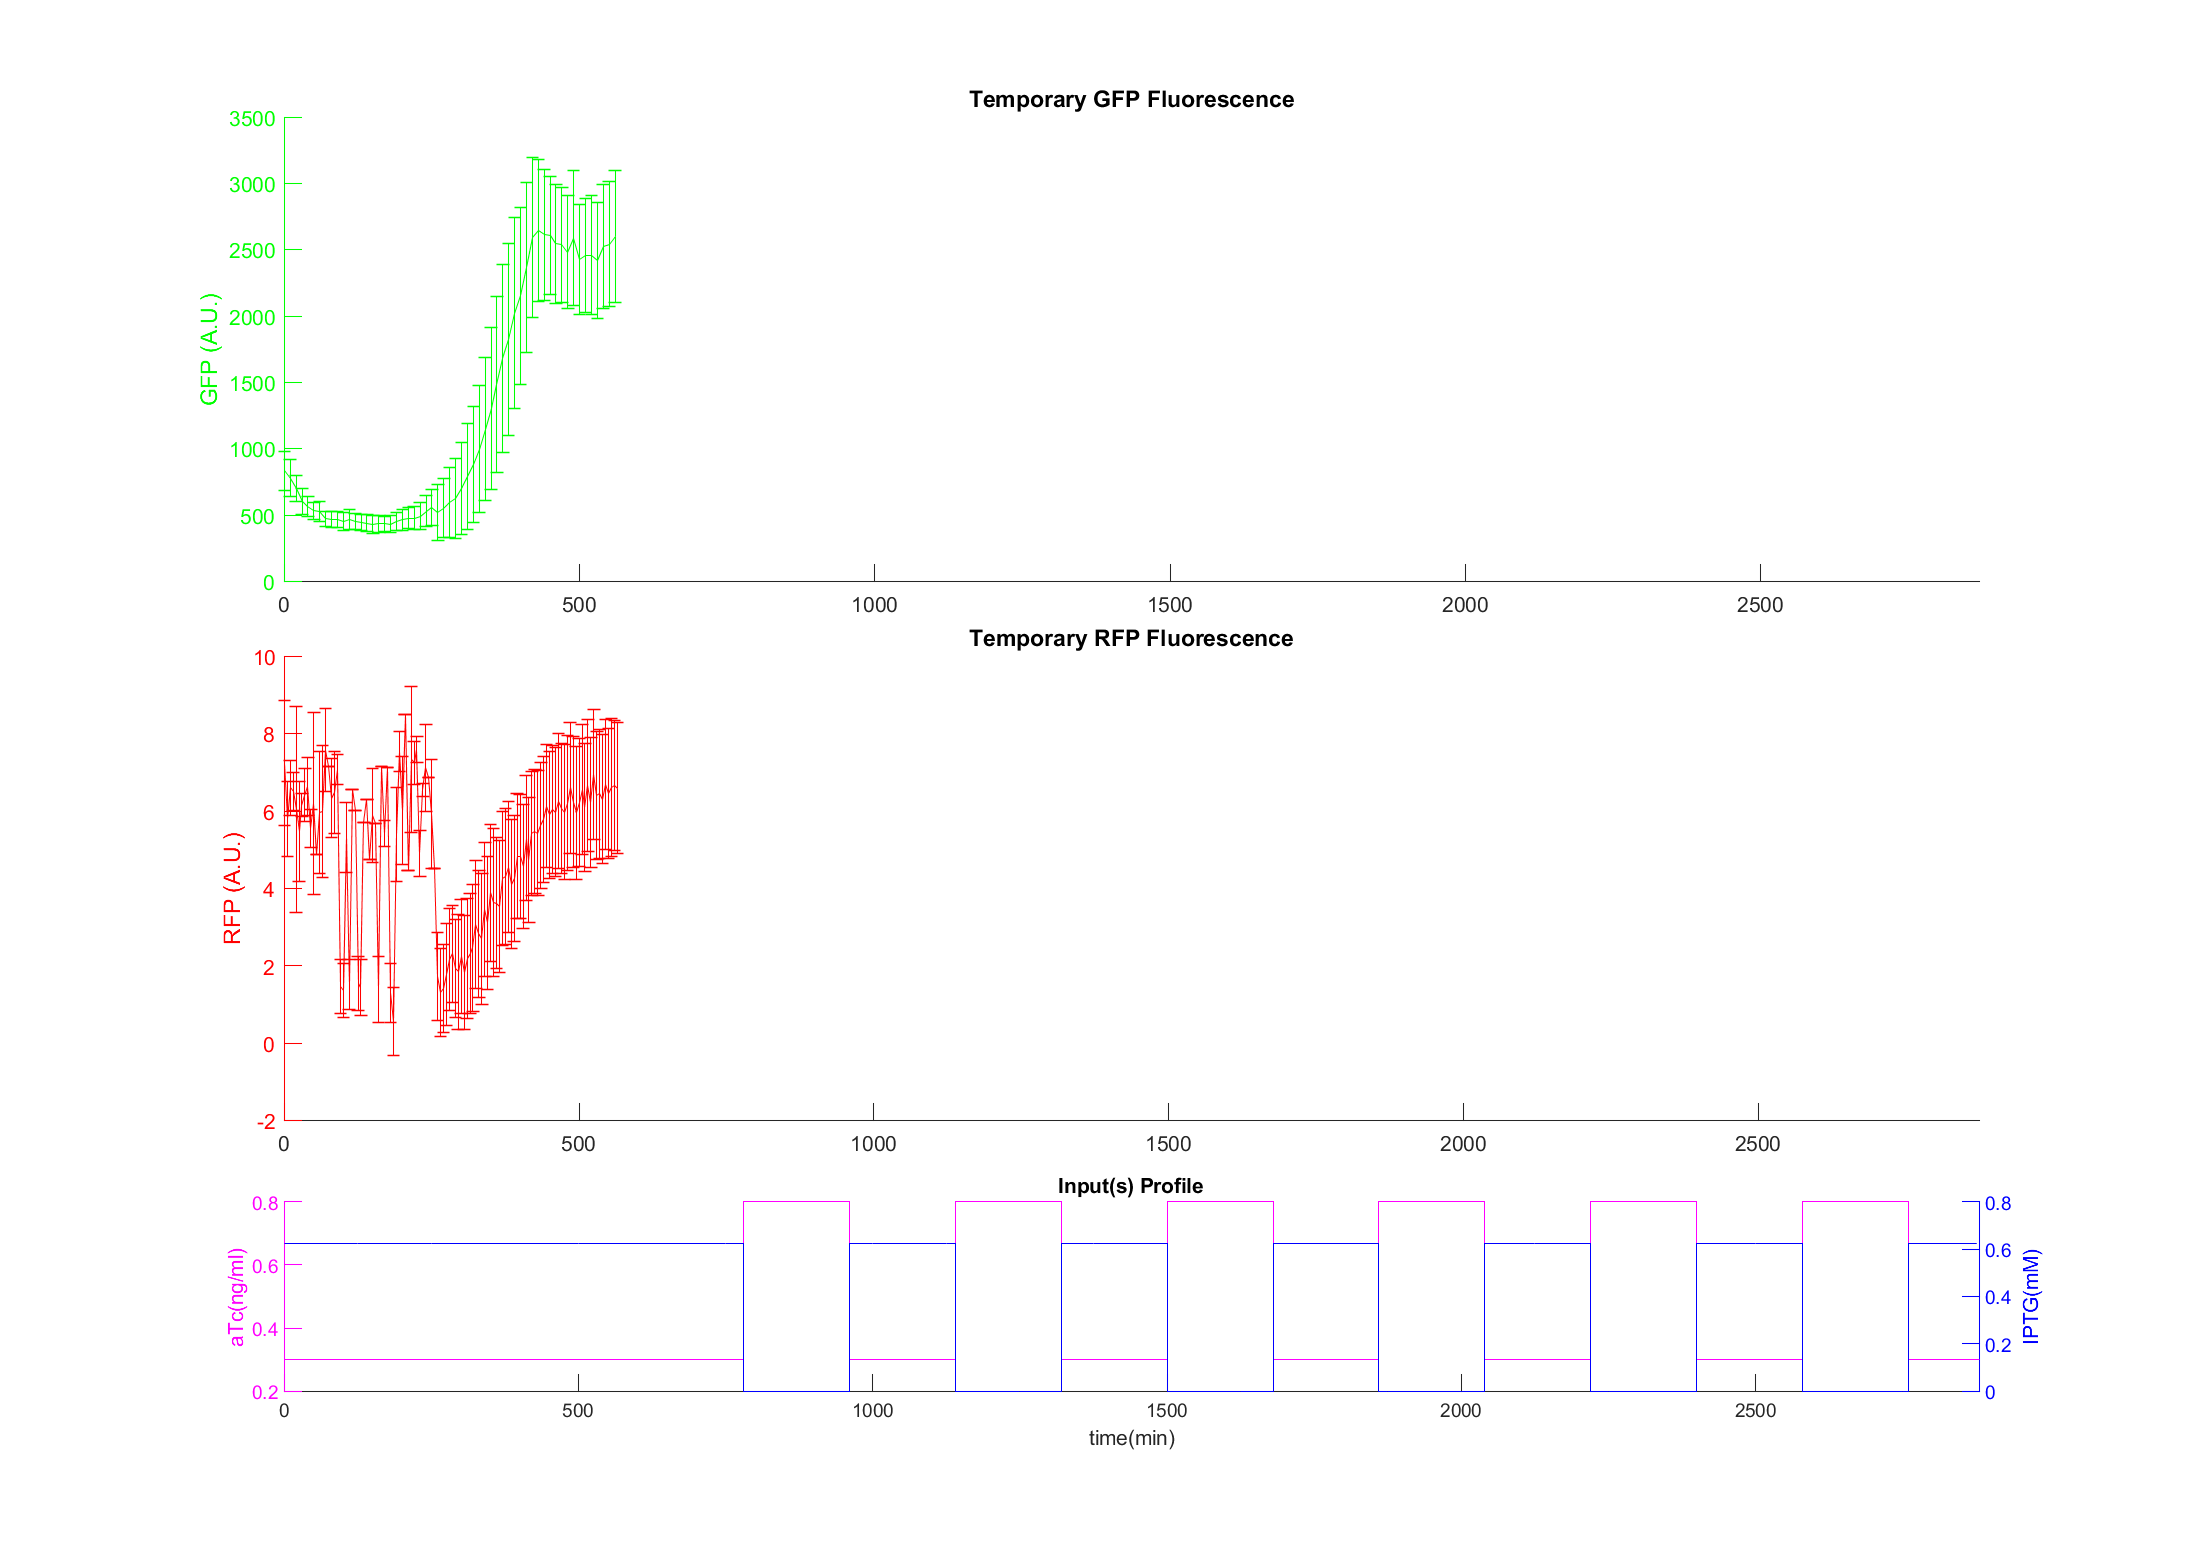 Temporary GFP Fluorescence
3500
3000
2500
2000
1500
1000
500
0
GFP (A.U.)
0 500 1000 1500 2000 2500
Temporary RFP Fluorescence
10
8
6
4
2
0
-2
RFP (A.U.)
0 500 1000 1500 2000 2500
Input(s) Profile
0.8
0.6
0.4
0.2
aTc(ng/ml)
0.8
0.6
0.4
0.2
0
IPTG(mM)
0 500 1000 1500 2000 2500
time(min)